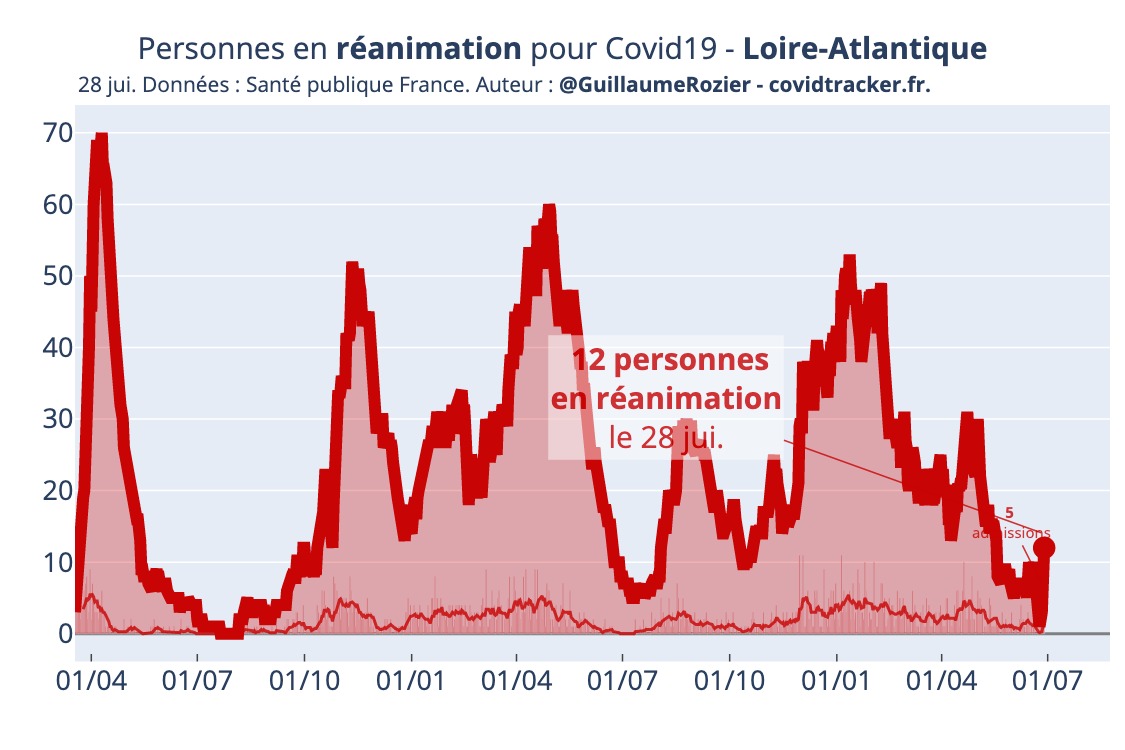 Personnes en réanimation pour Covid19 - Loire-Atlantique
28 jui. Données : Santé publique France. Auteur : @GuillaumeRozier - covidtracker.fr.
70
60
50
40
30
20
10
0
12 personnes
en réanimation
le 28 jui.
5
admissions
01/04 01/07 01/10 01/01 01/04 01/07 01/10 01/01 01/04 01/07